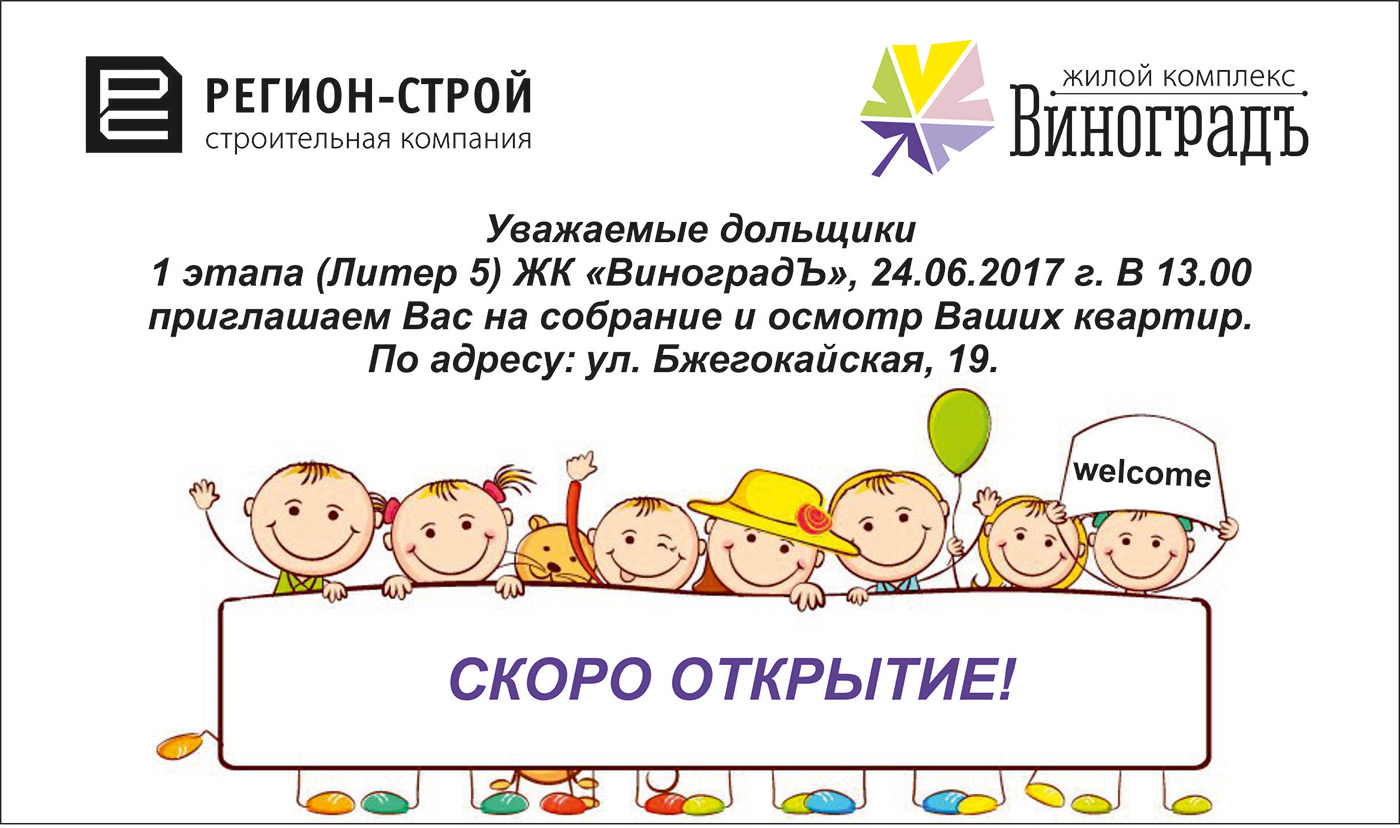 РЕГИОН-СТРОЙ
строительная компания
жилой комплекс
Виноградъ
Уважаемые дольщики
1 этапа (Литер 5) ЖК «ВиноградЪ», 24.06.2017 г. В 13.00
приглашаем Вас на собрание и осмотр Ваших квартир.
По адресу: ул. Бжегокайская, 19.
welcome
СКОРО ОТКРЫТИЕ!